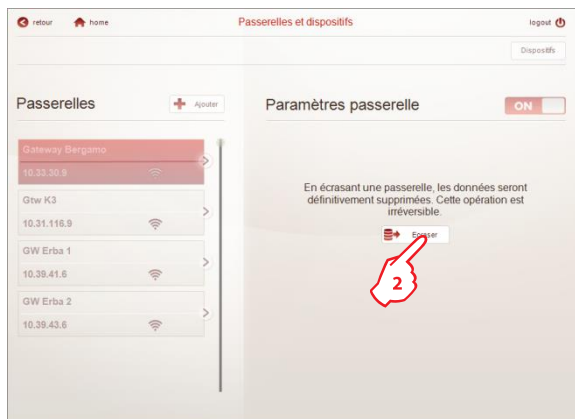 retour home Passerelles et dispositifs logout
Dispositifs
Passerelles Ajouter
Paramètres passerelle ON
Gateway Bergamo
10.33.30.9
Gtw K3
10.31.116.9
GW Erba 1
10.39.41.6
GW Erba 2
10.39.43.6
En écrasant une passerelle, les données seront
définitivement supprimées. Cette opération est
irréversible.
Ecraser
2